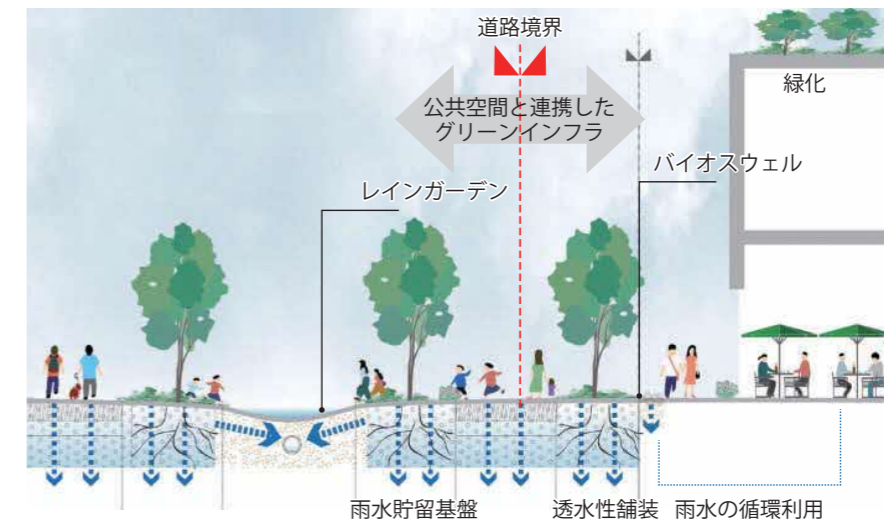 道路境界
公共空間と連携した
グリーンインフラ
緑化
バイオスウェル
レインガーデン
雨水貯留基盤
透水性舗装
雨水の循環利用